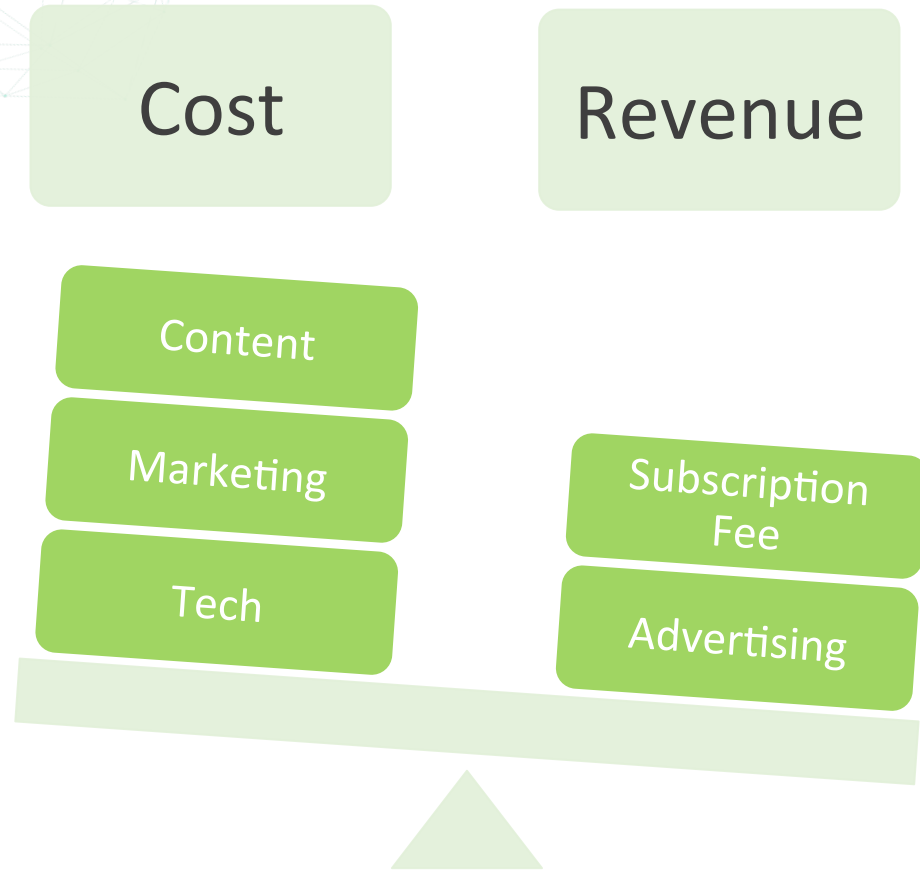 Cost
Revenue
Content
Marketing
Tech
Subscription
Fee
Advertising